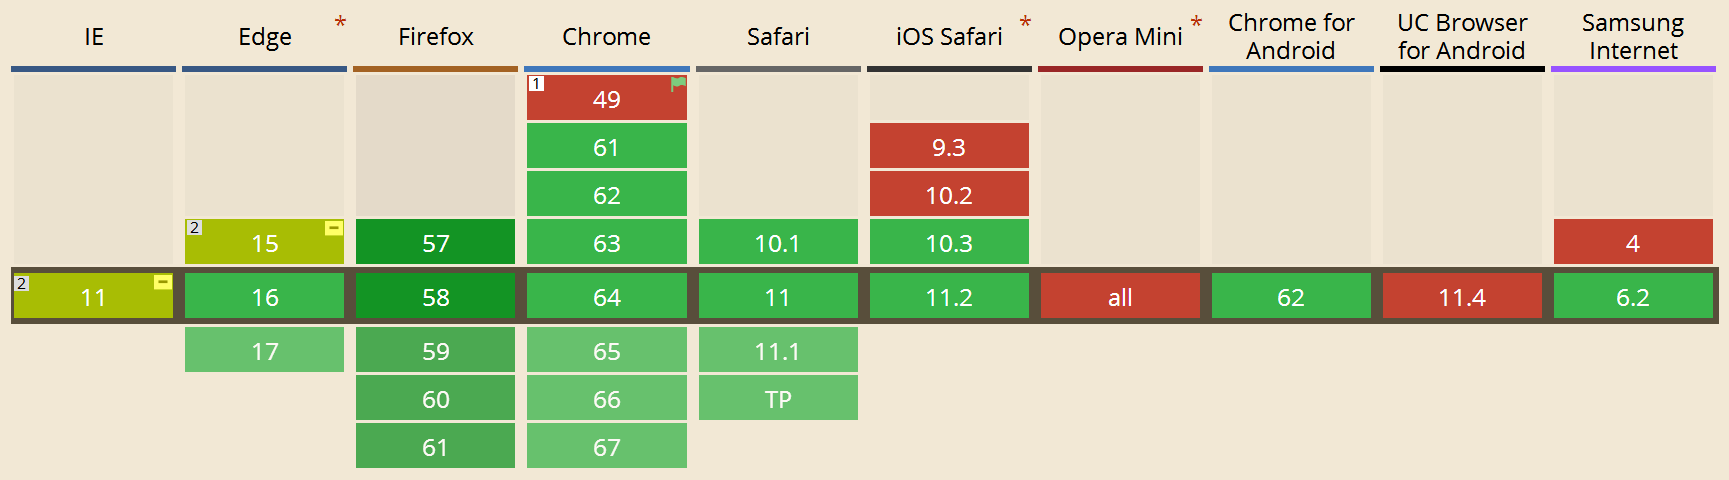 IE Edge * Firefox Chrome Safari iOS Safari * Opera Mini * Chrome for Android UC Browser for Android Samsung Internet
1 49
61 9.3
62 10.2
2 15 57 63 10.1 10.3 4
2 11 16 58 64 11 11.2 all 62 11.4 6.2
17 59 65 11.1
60 66 TP
61 67